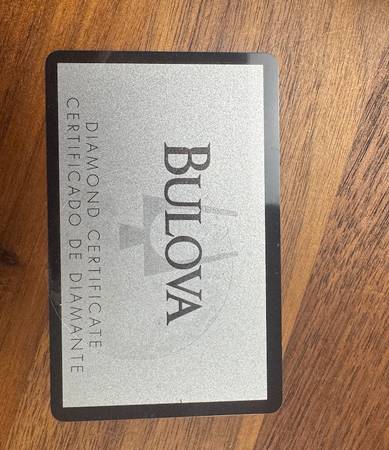 BULOVA
DIAMOND CERTIFICATE
CERTIFICADO DE DIAMANTE